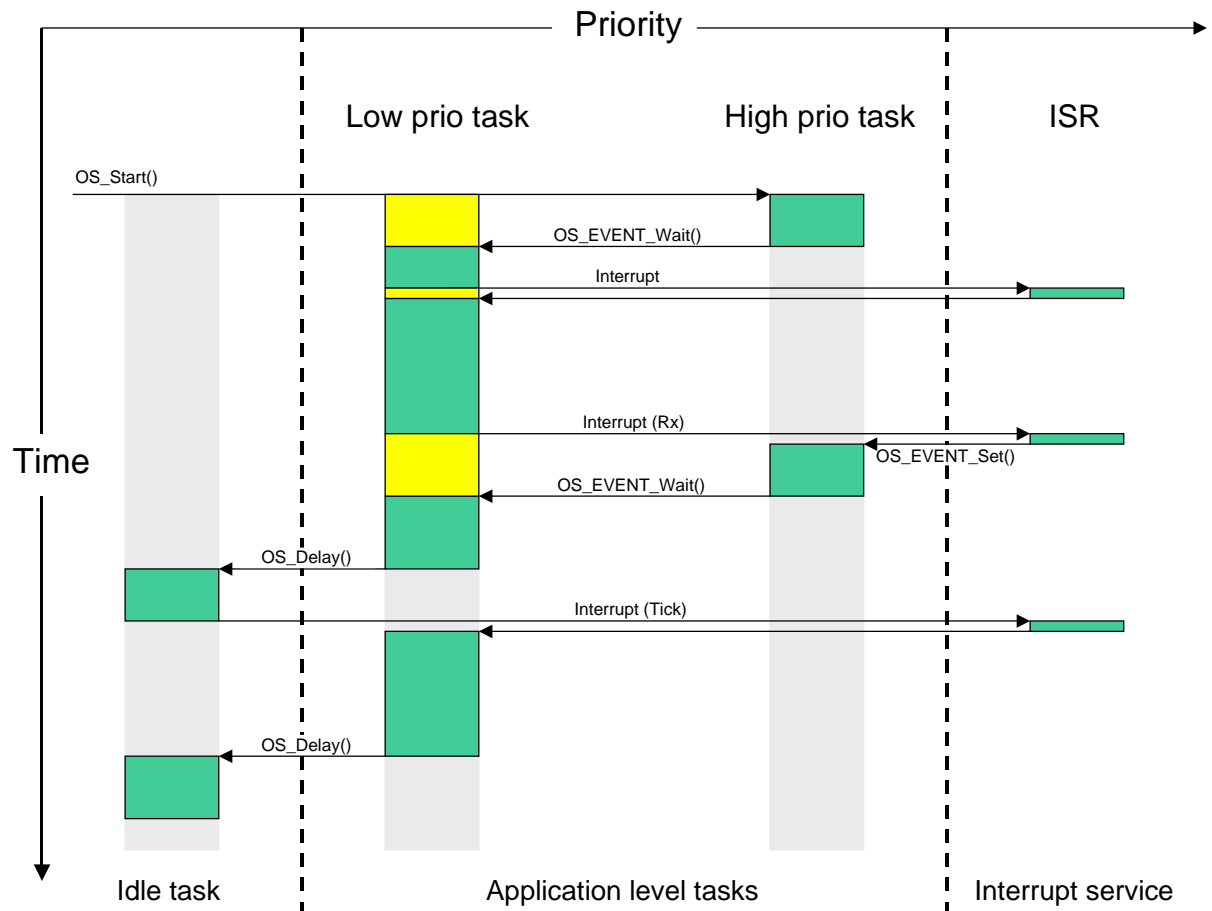 Priority
Low prio task
High prio task
ISR
OS_Start()
OS_EVENT_Wait()
Interrupt
Interrupt (Rx)
Time
OS_EVENT_Set()
OS_EVENT_Wait()
OS_Delay()
Interrupt (Tick)
OS_Delay()
Idle task
Application level tasks
Interrupt service